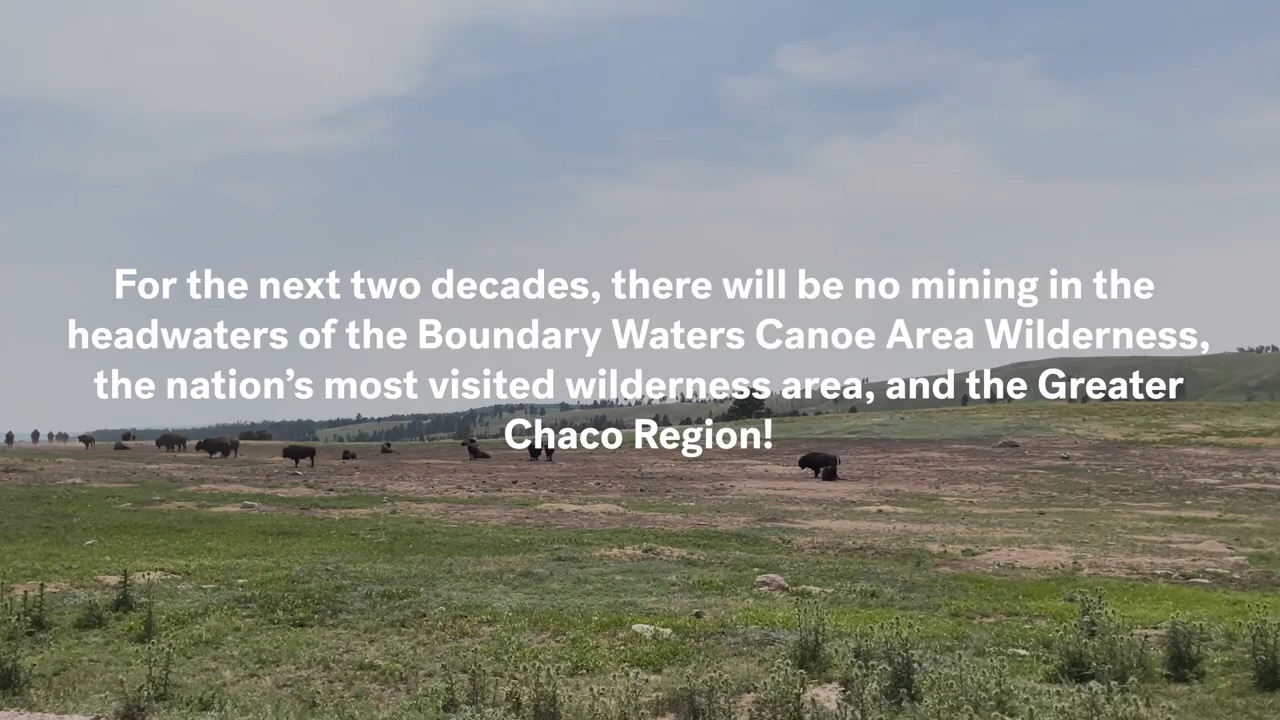 For the next two decades, there will be no mining in the
headwaters of the Boundary Waters Canoe Area Wilderness,
the nation’s most visited wilderness area, and the Greater
Chaco Region!